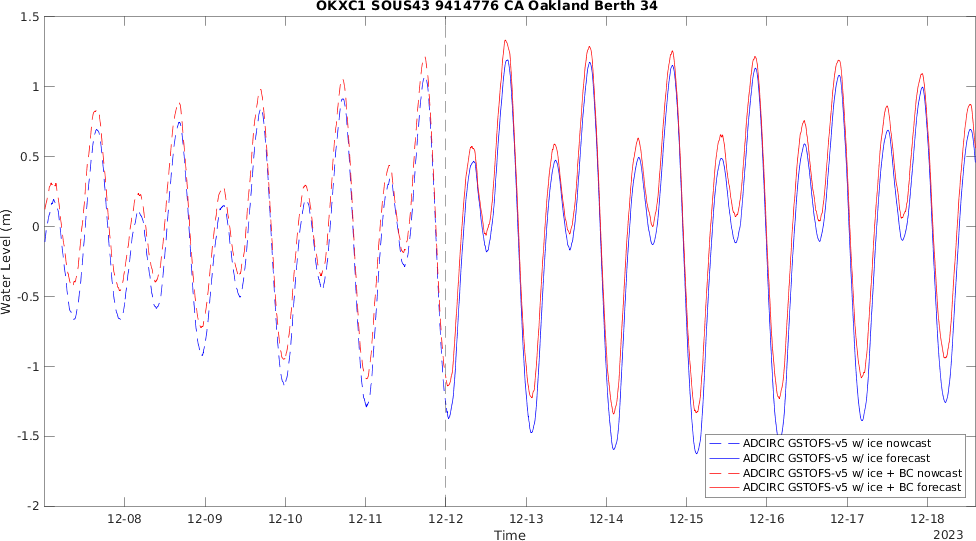 OKXC1 SOUS43 9414776 CA Oakland Berth 34
1.5
1
0.5
0
-0.5
-1
-1.5
-2
Water Level (m)
ADCIRC GSTOFS-v5 w/ ice nowcast
ADCIRC GSTOFS-v5 w/ ice forecast
ADCIRC GSTOFS-v5 w/ ice + BC nowcast
ADCIRC GSTOFS-v5 w/ ice + BC forecast
12-08 12-09 12-10 12-11 12-12 12-13 12-14 12-15 12-16 12-17 12-18
Time
2023